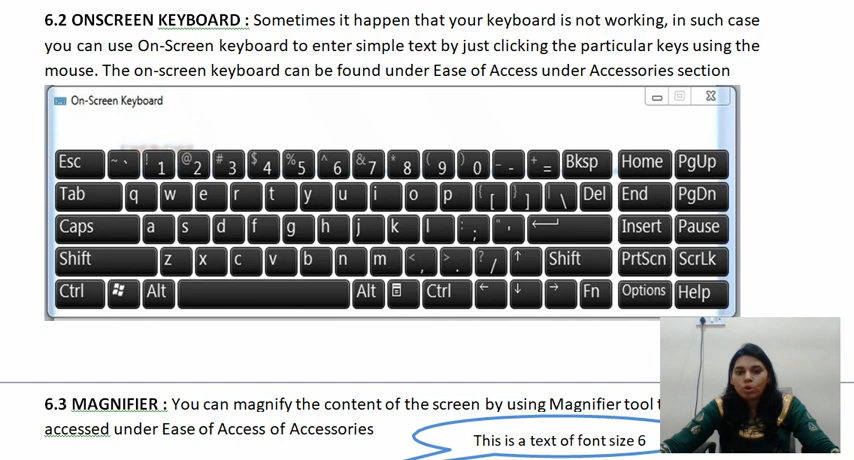 6.2 ONSCREEN KEYBOARD : Sometimes it happen that your keyboard is not working, in such case
you can use On-Screen keyboard to enter simple text by just clicking the particular keys using the
mouse. The on-screen keyboard can be found under Ease of Access under Accessories section
On-Screen Keyboard
Esc ~ ` ! 1 @ 2 # 3 $ 4 % 5 ^ 6 & 7 * 8 ( 9 ) 0 _ - + = Bksp Home PgUp
Tab q w e r t y u i o p { [ } ] | \ Del End PgDn
Caps a s d f g h j k l : ; " ' Insert Pause
Shift z x c v b n m < , > . ? / ↑ Shift PrtScn ScrLk
Ctrl Alt Alt Ctrl ← ↓ → Fn Options Help
6.3 MAGNIFIER : You can magnify the content of the screen by using Magnifier tool
accessed under Ease of Access of Accessories
This is a text of font size 6